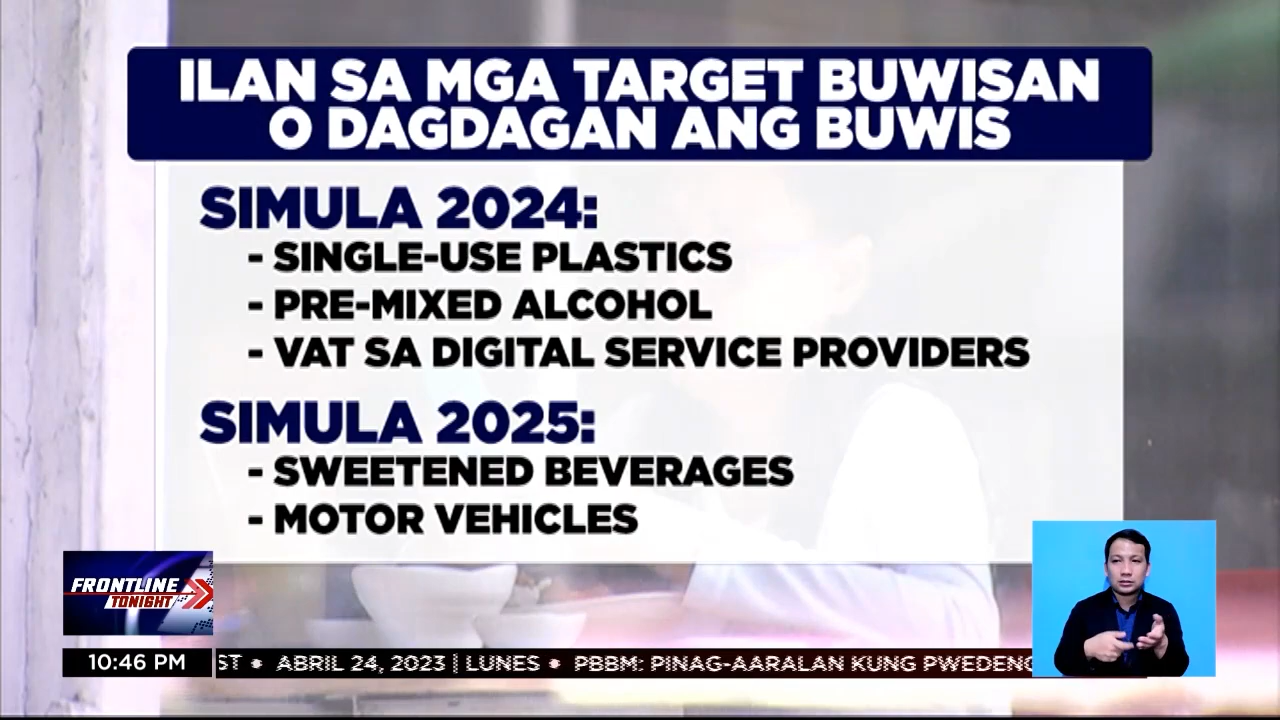 ILAN SA MGA TARGET BUWISAN
O DAGDAGAN ANG BUWIS
SIMULA 2024:
- SINGLE-USE PLASTICS
- PRE-MIXED ALCOHOL
- VAT SA DIGITAL SERVICE PROVIDERS
SIMULA 2025:
- SWEETENED BEVERAGES
- MOTOR VEHICLES
FRONTLINE
TONIGHT
10:46 PM
ST • ABRIL 24, 2023 | LUNES • PBBM: PINAG-AARALAN KUNG PWEDENG